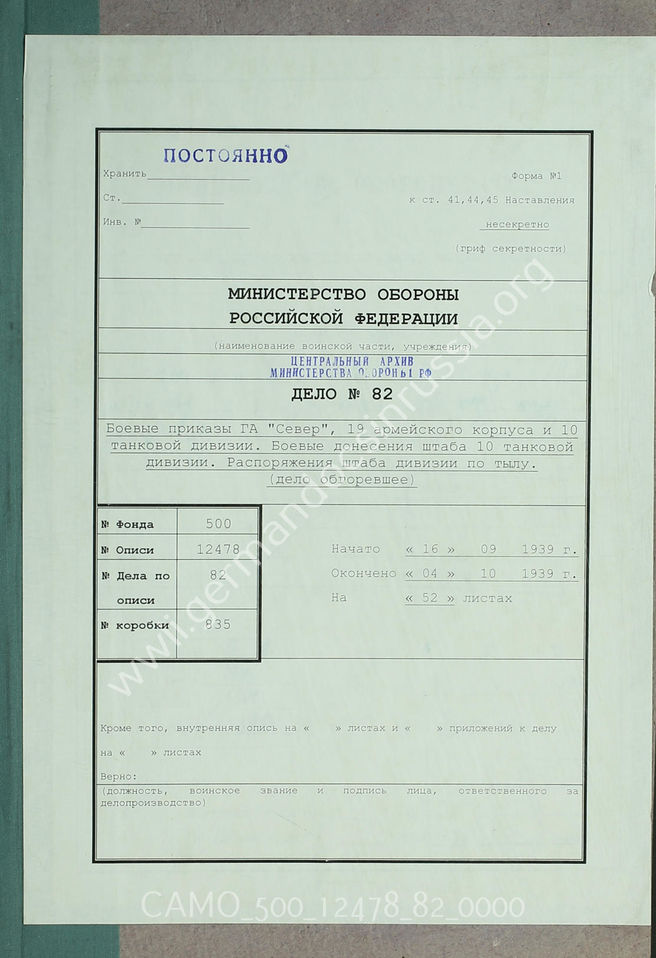 ПОСТОЯННО
Хранить
Форма №1
Ст.
к ст. 41,44,45 Наставления
Инв. №
несекретно
(гриф секретности)
МИНИСТЕРСТВО ОБОРОНЫ
РОССИЙСКОЙ ФЕДЕРАЦИИ
(наименование воинской части, учреждения)
ЦЕНТРАЛЬНЫЙ АРХИВ
МИНИСТЕРСТВА ОБОРОНЫ РФ
ДЕЛО № 82
Боевые приказы ГА "Север", 19 армейского корпуса и 10
танковой дивизии. Боевые донесения штаба 10 танковой
дивизии. Распоряжения штаба дивизии по тылу.
(дело обгоревшее)
№ Фонда 500
№ Описи 12478
№ Дела по
описи 82
№ коробки 835
Начато « 16 » 09 1939 г.
Окончено « 04 » 10 1939 г.
На « 52 » листах
Кроме того, внутренняя опись на « » листах и « » приложений к делу
на « » листах
Верно:
(должность, воинское звание и подпись лица, ответственного за
делопроизводство)
www.germandocsinrussia.org
CAMO_500_12478_82_0000